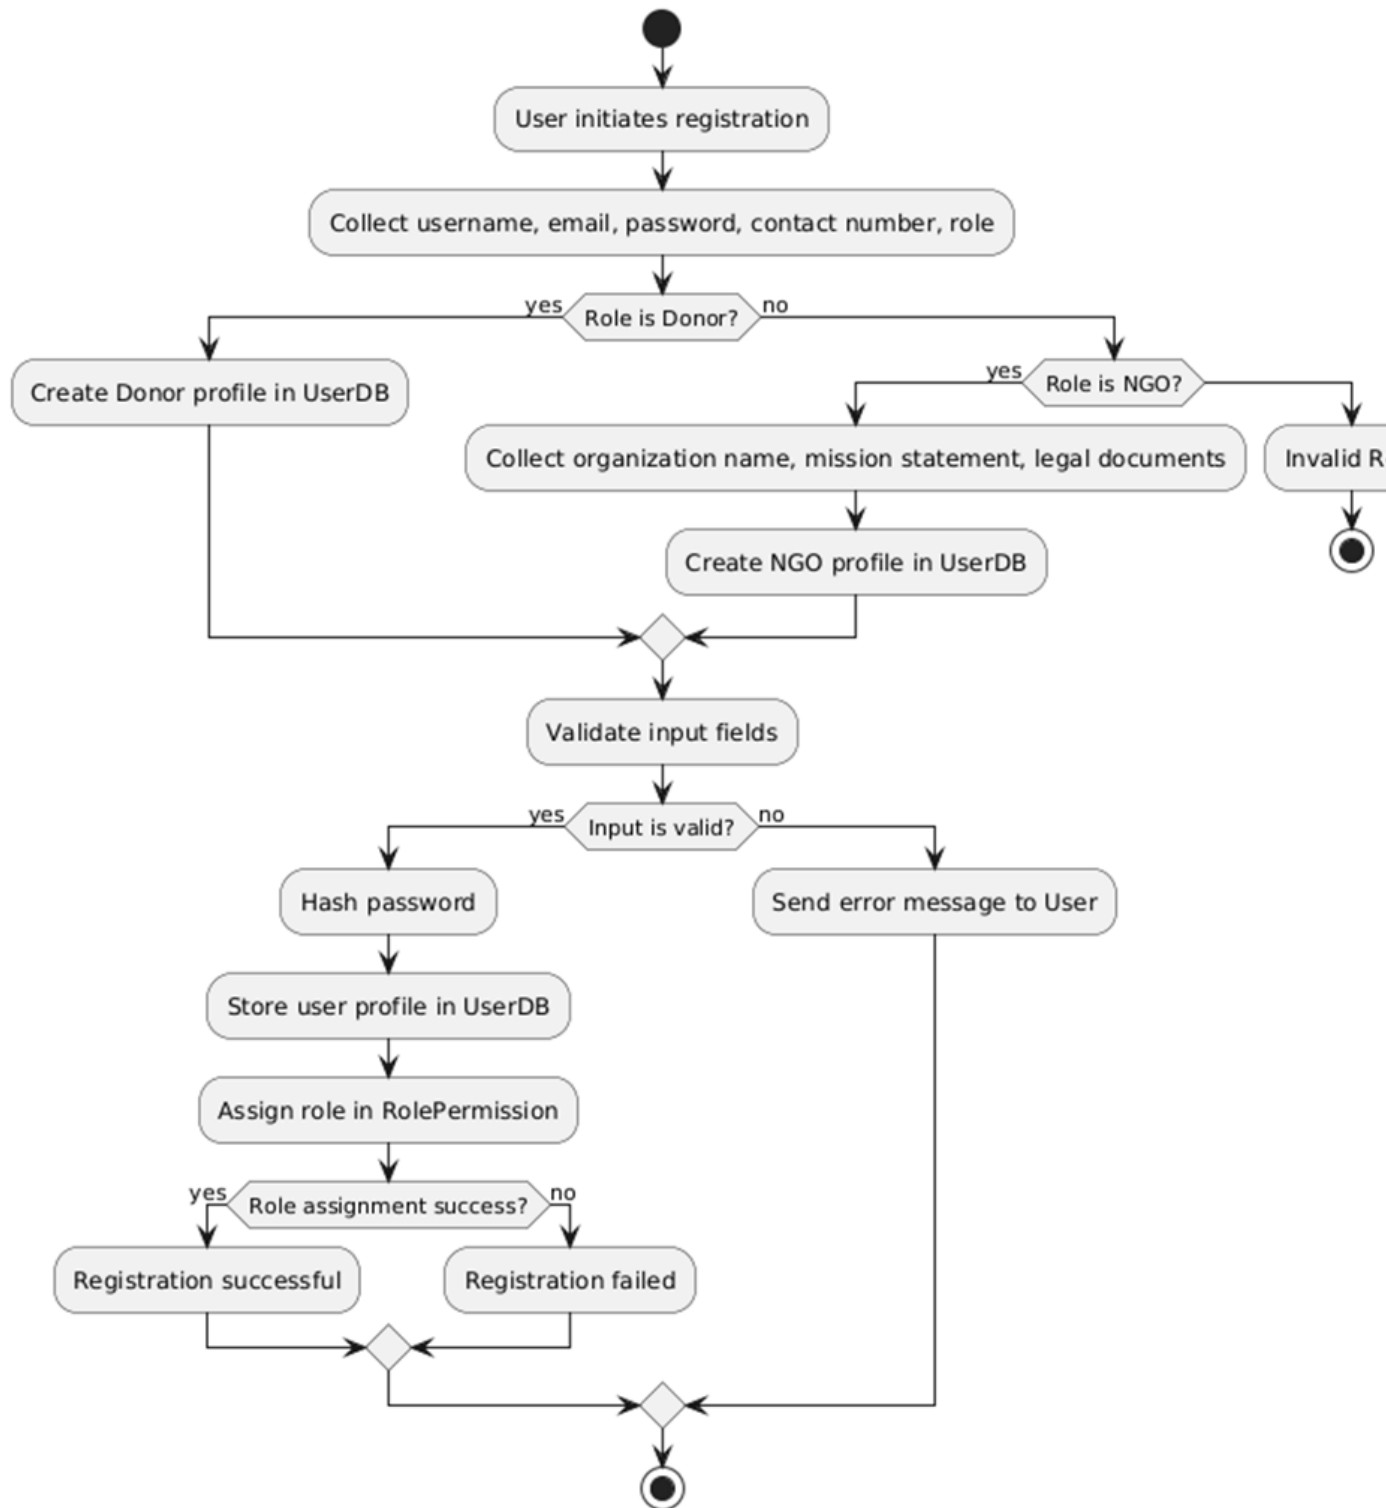 User initiates registration
Collect username, email, password, contact number, role
yes
Role is Donor?
no
Create Donor profile in UserDB
yes
Role is NGO?
Collect organization name, mission statement, legal documents
Invalid
Create NGO profile in UserDB
Validate input fields
yes
Input is valid?
no
Hash password
Send error message to User
Store user profile in UserDB
Assign role in RolePermission
yes
Role assignment success?
no
Registration successful
Registration failed